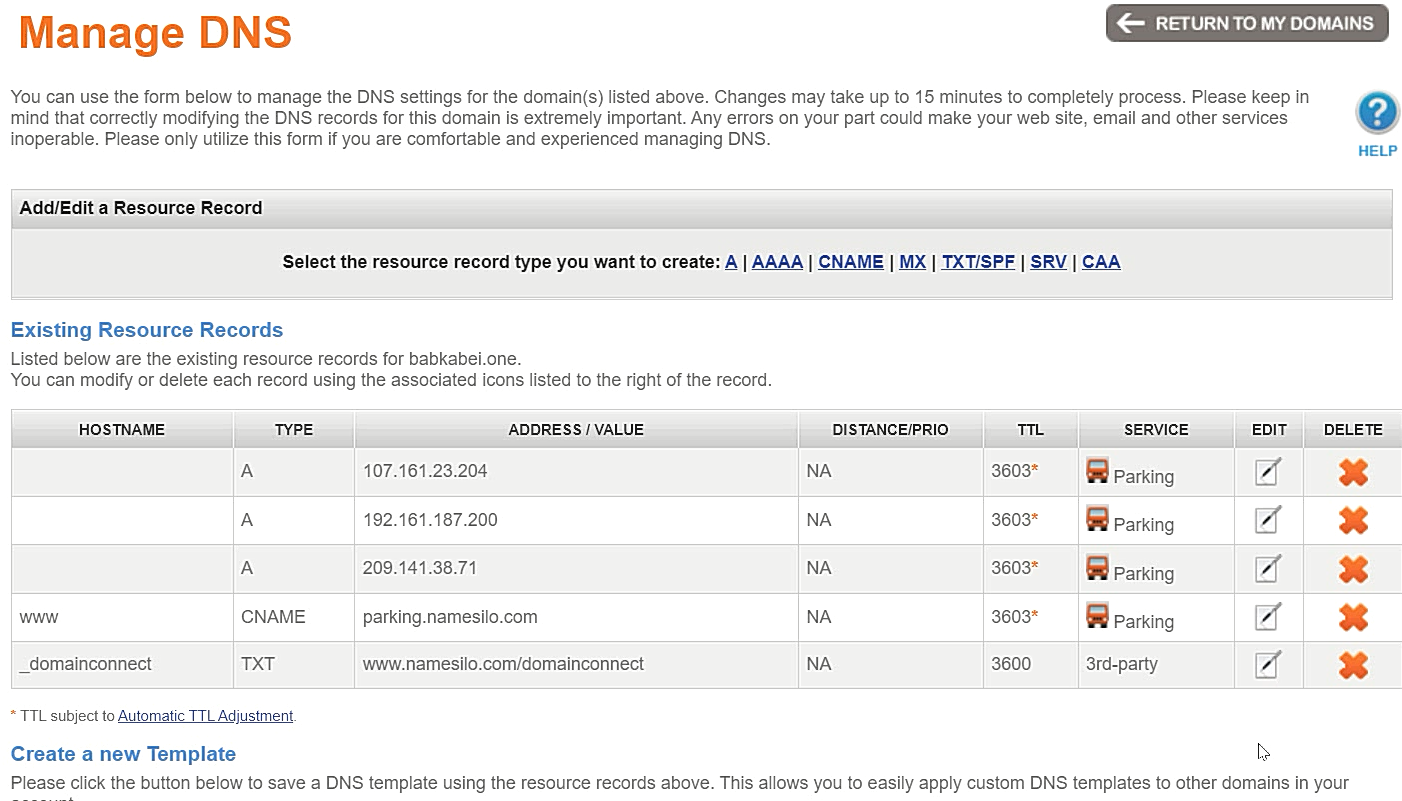 Manage DNS
RETURN TO MY DOMAINS
You can use the form below to manage the DNS settings for the domain(s) listed above. Changes may take up to 15 minutes to completely process. Please keep in
mind that correctly modifying the DNS records for this domain is extremely important. Any errors on your part could make your web site, email and other services
inoperable. Please only utilize this form if you are comfortable and experienced managing DNS.
?
HELP
Add/Edit a Resource Record
Select the resource record type you want to create: A | AAAA | CNAME | MX | TXT/SPF | SRV | CAA
Existing Resource Records
Listed below are the existing resource records for babkabei.one.
You can modify or delete each record using the associated icons listed to the right of the record.
HOSTNAME TYPE ADDRESS / VALUE DISTANCE/PRIO TTL SERVICE EDIT DELETE
A 107.161.23.204 NA 3603* Parking
A 192.161.187.200 NA 3603* Parking
A 209.141.38.71 NA 3603* Parking
www CNAME parking.namesilo.com NA 3603* Parking
_domainconnect TXT www.namesilo.com/domainconnect NA 3600 3rd-party
* TTL subject to Automatic TTL Adjustment.
Create a new Template
Please click the button below to save a DNS template using the resource records above. This allows you to easily apply custom DNS templates to other domains in your